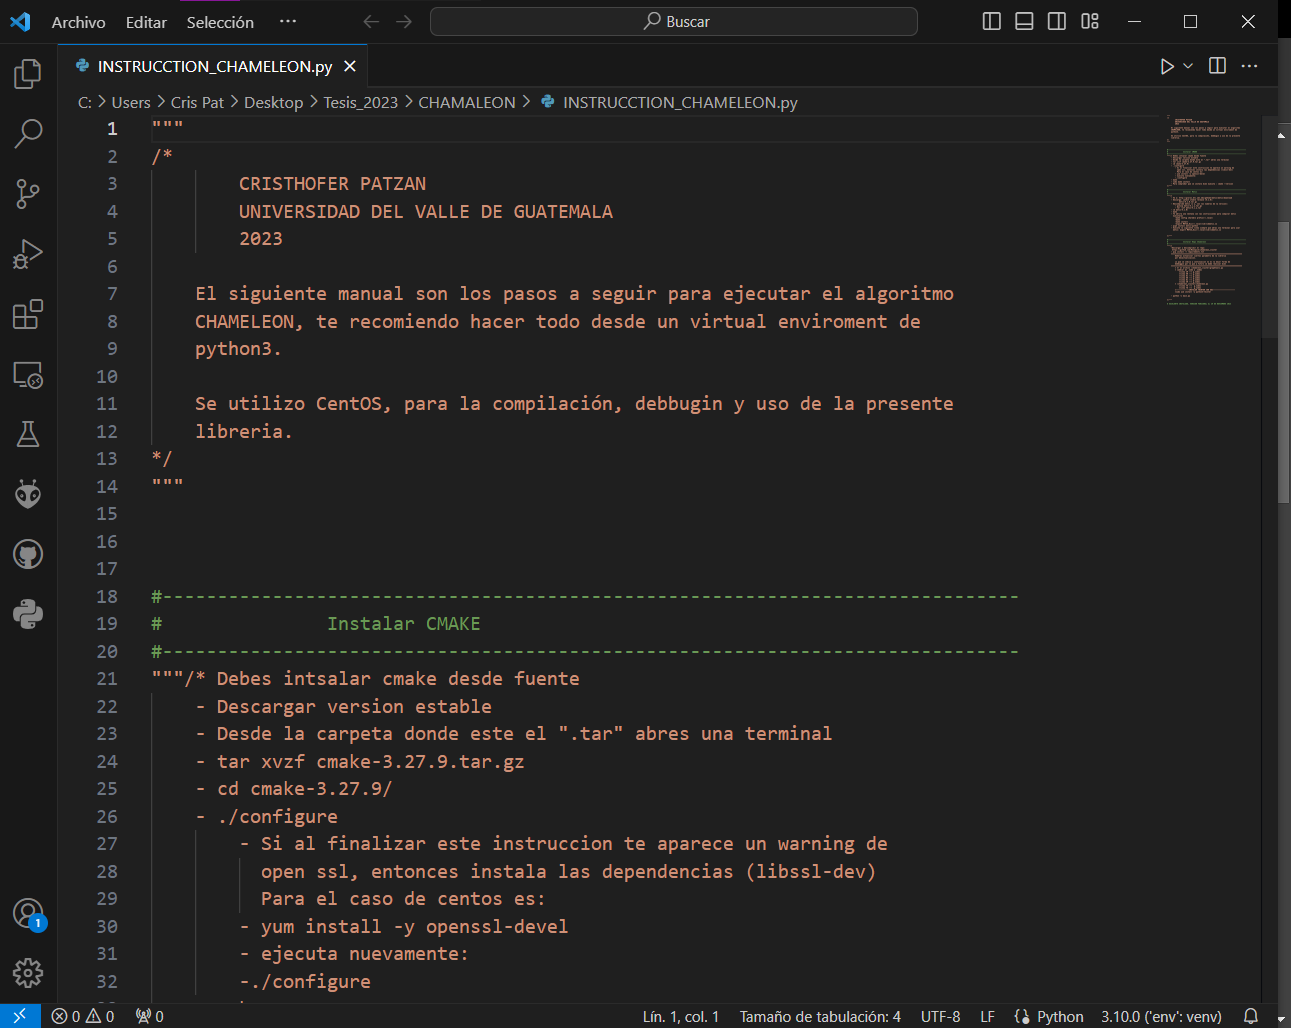 Archivo Editar Selección ··· Buscar
INSTRUCCTION_CHAMELEON.py
C: > Users > Cris Pat > Desktop > Tesis_2023 > CHAMALEON > INSTRUCCTION_CHAMELEON.py
1 """
2 /*
3 CRISTHOFER PATZAN
4 UNIVERSIDAD DEL VALLE DE GUATEMALA
5 2023
6
7 El siguiente manual son los pasos a seguir para ejecutar el algoritmo
8 CHAMELEON, te recomiendo hacer todo desde un virtual enviroment de
9 python3.
10
11 Se utilizo CentOS, para la compilación, debbugin y uso de la presente
12 libreria.
13 */
14 """
15
16
17
18 #------------------------------------------------------------------------------
19 # Instalar CMAKE
20 #------------------------------------------------------------------------------
21 """/* Debes intsalar cmake desde fuente
22 - Descargar version estable
23 - Desde la carpeta donde este el ".tar" abres una terminal
24 - tar xvzf cmake-3.27.9.tar.gz
25 - cd cmake-3.27.9/
26 - ./configure
27 - Si al finalizar este instruccion te aparece un warning de
28 open ssl, entonces instala las dependencias (libssl-dev)
29 Para el caso de centos es:
30 - yum install -y openssl-devel
31 - ejecuta nuevamente:
32 -./configure
1
0 0 0 Lín. 1, col. 1 Tamaño de tabulación: 4 UTF-8 LF Python 3.10.0 ('env': venv)